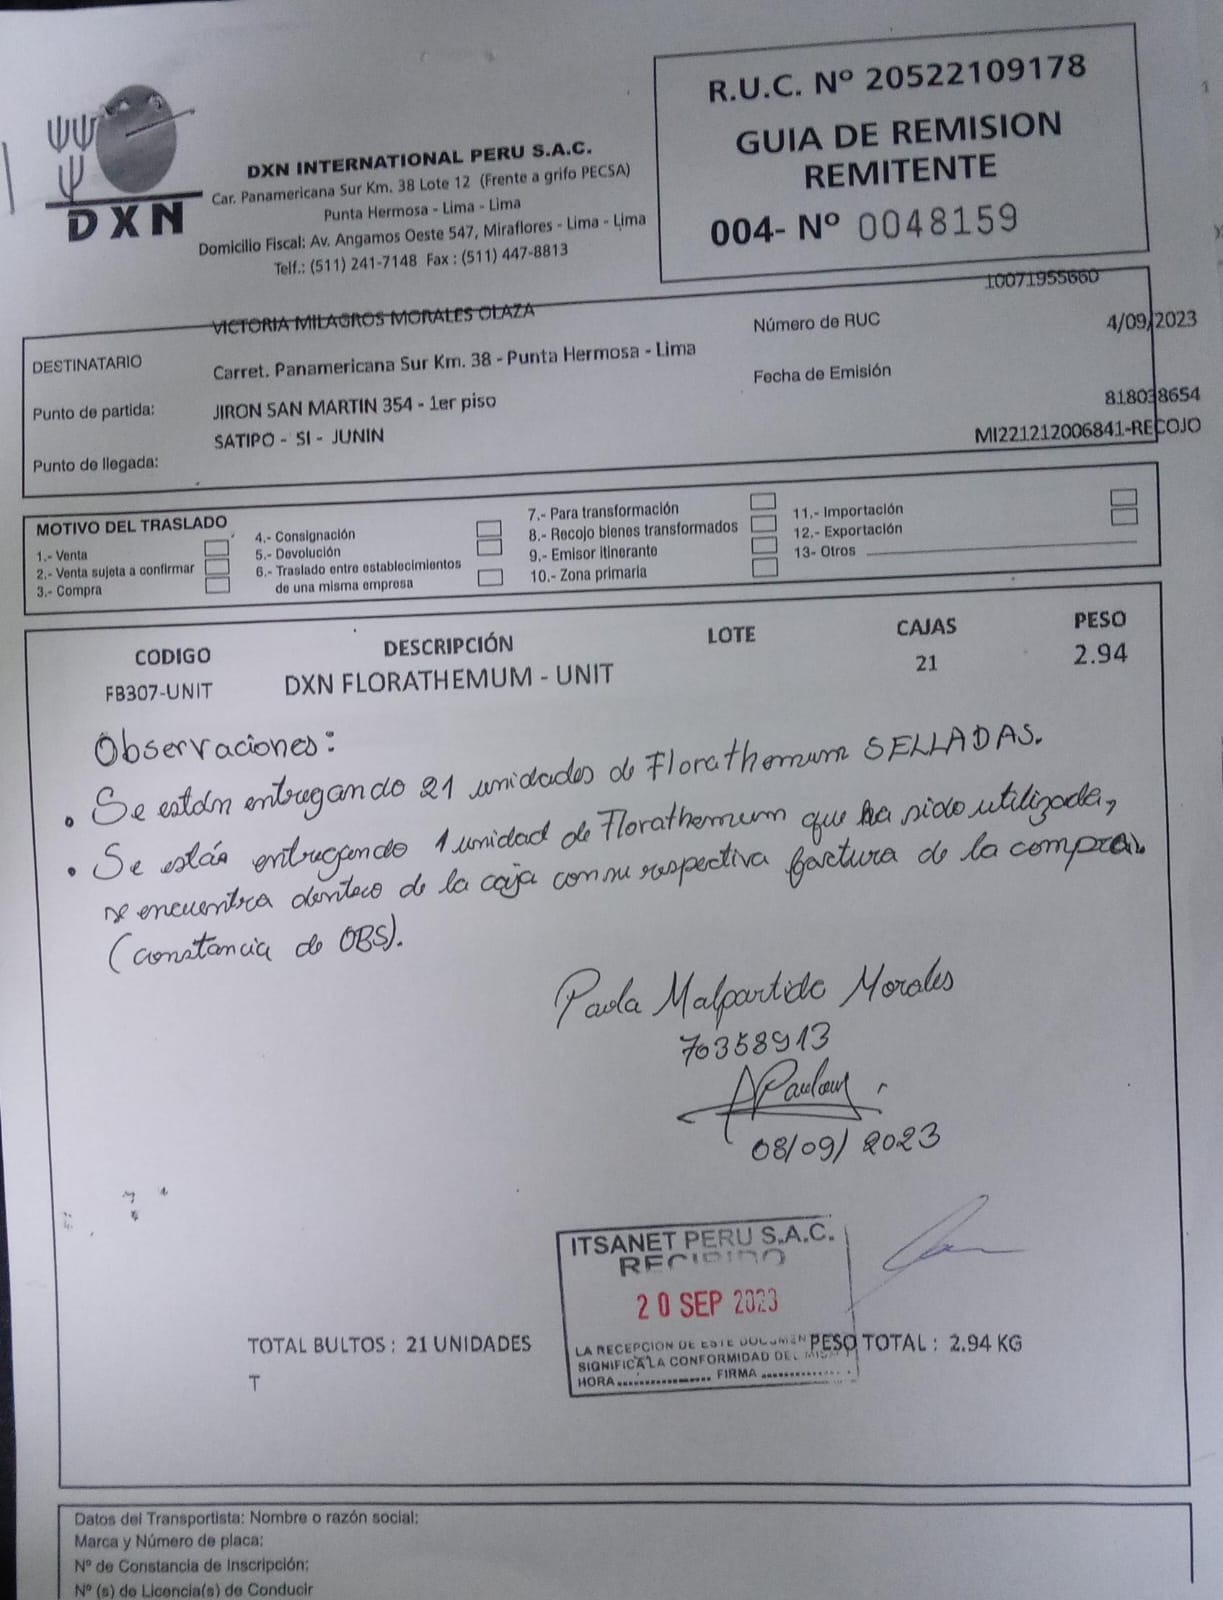 DXN
DXN INTERNATIONAL PERU S.A.C.
Car. Panamericana Sur Km. 38 Lote 12 (Frente a grifo PECSA)
Punta Hermosa - Lima - Lima
Domicilio Fiscal: Av. Angamos Oeste 547, Miraflores - Lima - Lima
Telf.: (511) 241-7148 Fax : (511) 447-8813
R.U.C. Nº 20522109178
GUIA DE REMISION
REMITENTE
004- Nº 0048159
VICTORIA MILAGROS MORALES OLAZA
10071955660
DESTINATARIO
Número de RUC
4/09/2023
Carret. Panamericana Sur Km. 38 - Punta Hermosa - Lima
Fecha de Emisión
Punto de partida:
JIRON SAN MARTIN 354 - 1er piso
818038654
SATIPO - SI - JUNIN
MI221212006841-RECOJO
Punto de llegada:
MOTIVO DEL TRASLADO
1.- Venta
2.- Venta sujeta a confirmar
3.- Compra
4.- Consignación
5.- Devolución
6.- Traslado entre establecimientos
de una misma empresa
7.- Para transformación
8.- Recojo bienes transformados
9.- Emisor itinerante
10.- Zona primaria
11.- Importación
12.- Exportación
13- Otros
CODIGO DESCRIPCIÓN LOTE CAJAS PESO
FB307-UNIT DXN FLORATHEMUM - UNIT 21 2.94
Observaciones:
• Se están entregando 21 unidades de Florathemum SELLADAS.
• Se están entregando 1 unidad de Florathemum que ha sido utilizada,
se encuentra dentro de la caja con su respectiva factura de la compra.
(constancia de OBS).
Paola Malpartida Morales
70358913
08/09/2023
ITSANET PERU S.A.C.
RECIBIDO
20 SEP 2023
LA RECEPCION DE ESTE DOCUMEN
SIGNIFICA LA CONFORMIDAD DEL
HORA ................ FIRMA ................
TOTAL BULTOS : 21 UNIDADES
PESO TOTAL : 2.94 KG
T
Datos del Transportista: Nombre o razón social:
Marca y Número de placa:
Nº de Constancia de Inscripción:
Nº (s) de Licencia(s) de Conducir